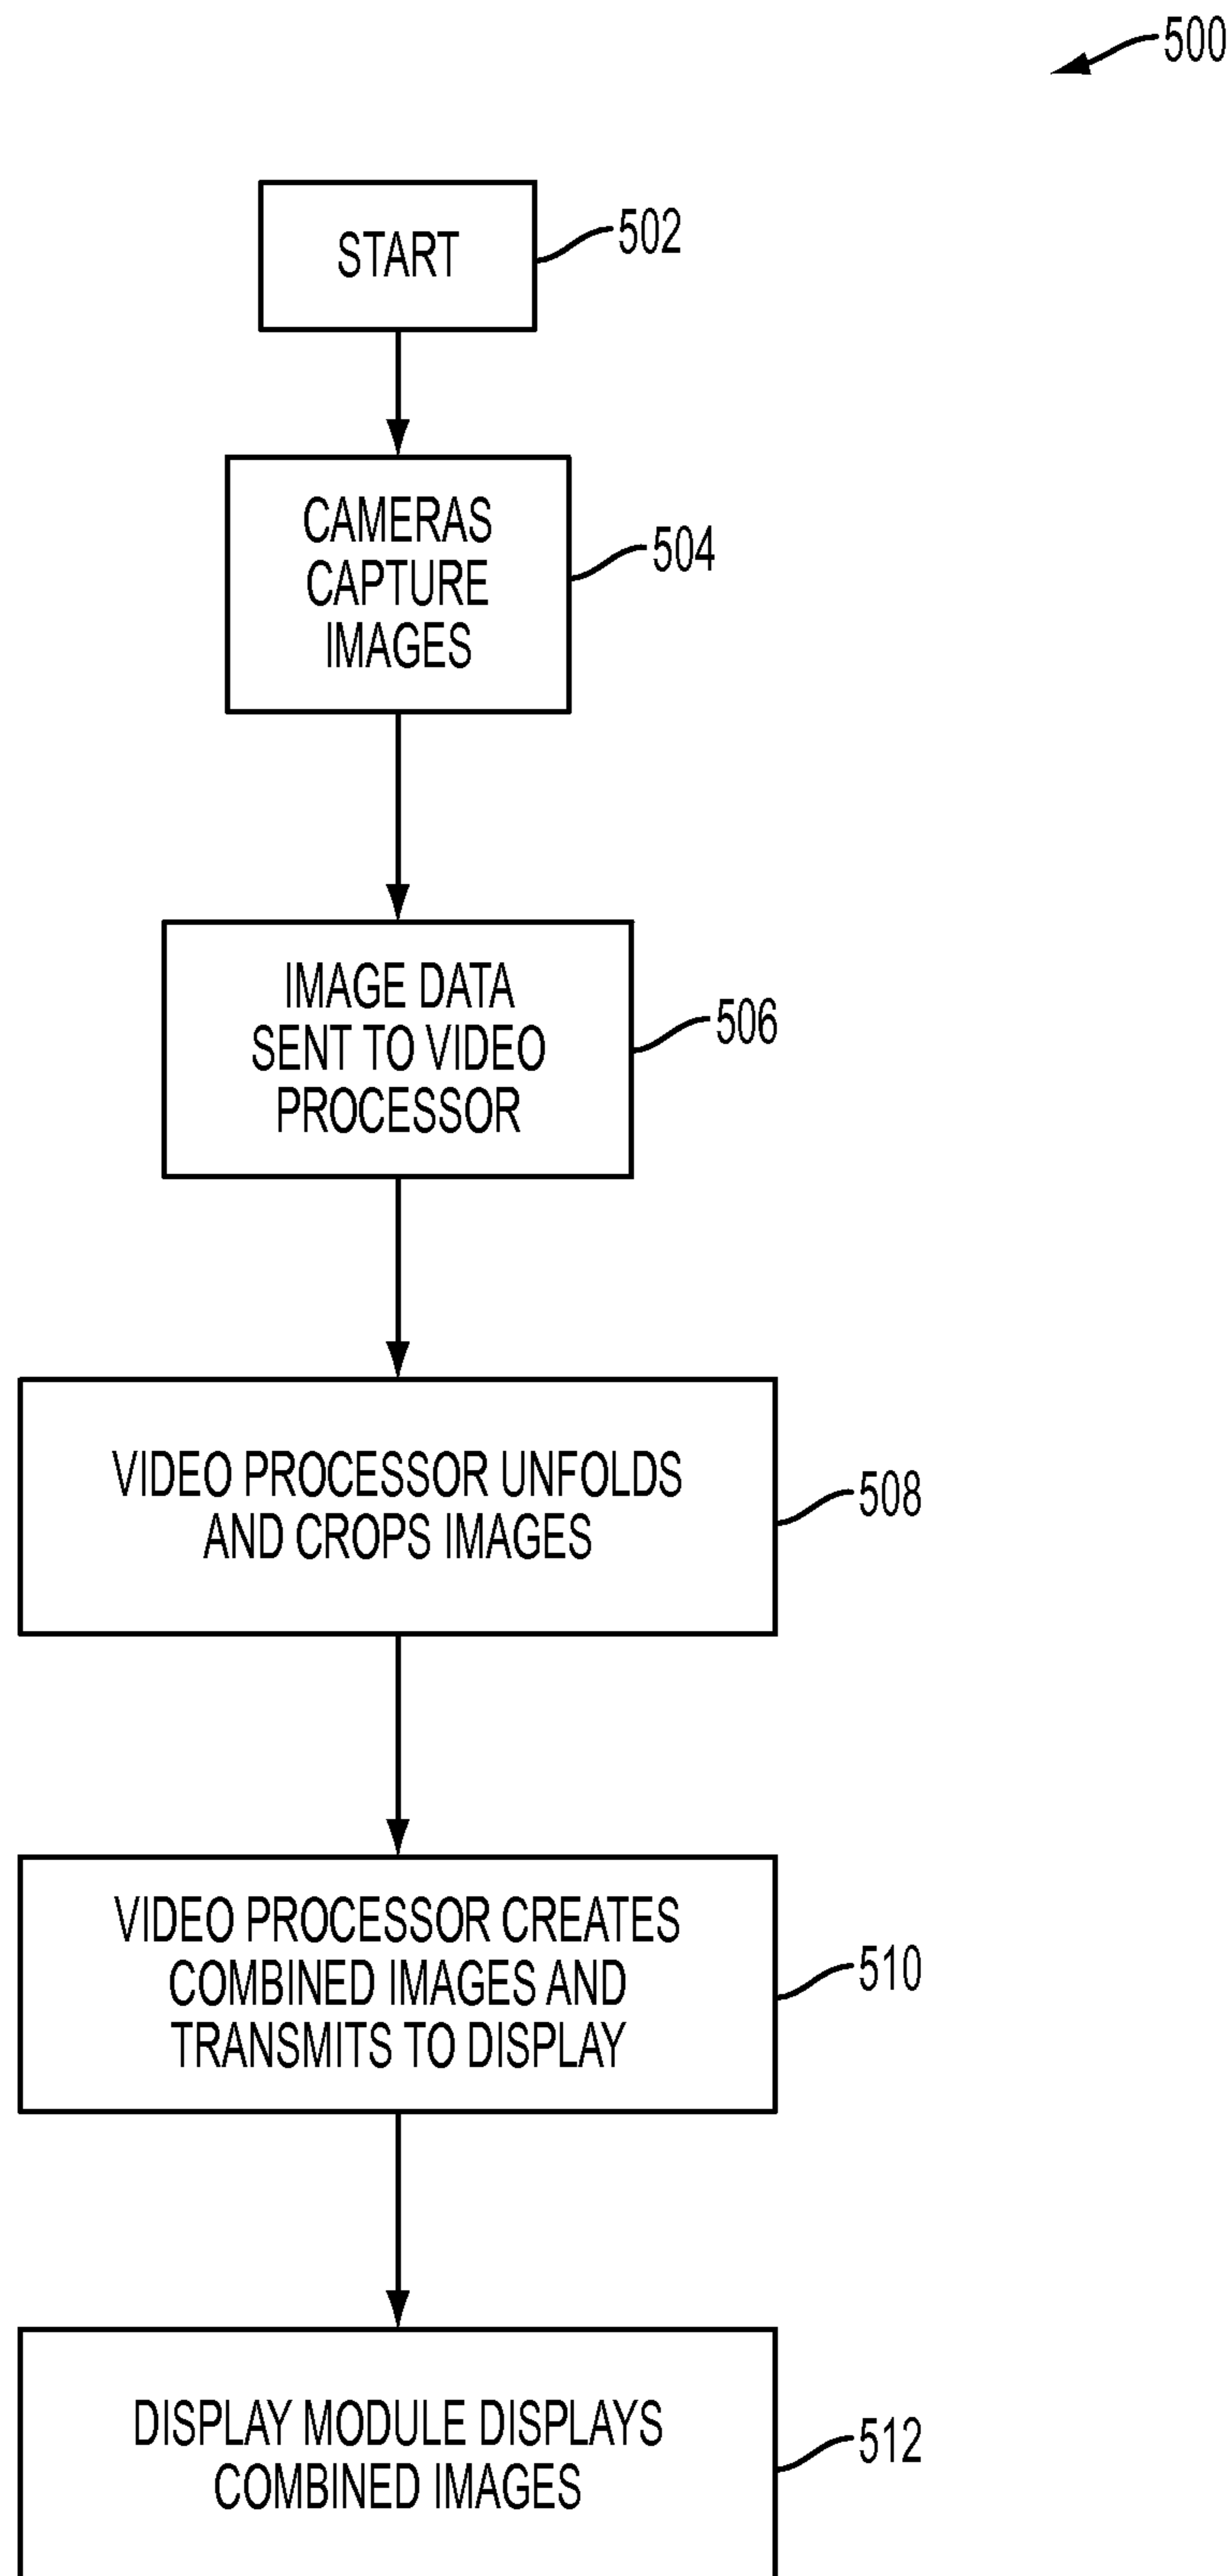 500
START
502
CAMERAS
CAPTURE
IMAGES
504
IMAGE DATA
SENT TO VIDEO
PROCESSOR
506
VIDEO PROCESSOR UNFOLDS
AND CROPS IMAGES
508
VIDEO PROCESSOR CREATES
COMBINED IMAGES AND
TRANSMITS TO DISPLAY
510
DISPLAY MODULE DISPLAYS
COMBINED IMAGES
512